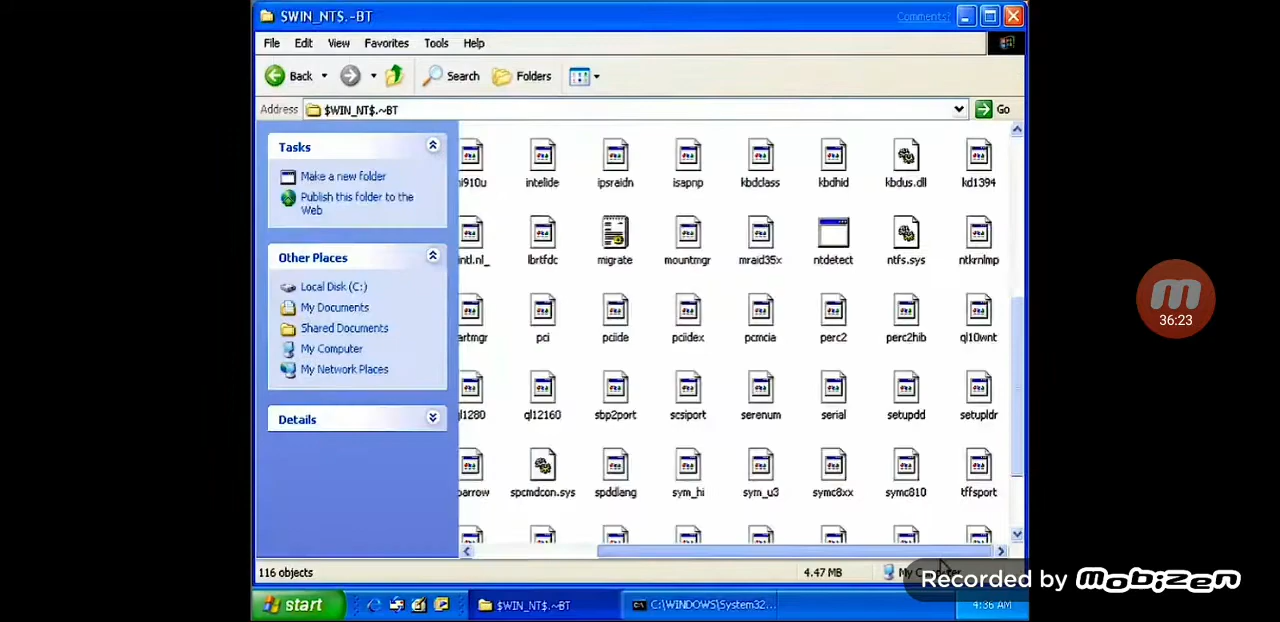 $WIN_NT$.~BT
Comments?
File Edit View Favorites Tools Help
Back Search Folders
Address $WIN_NT$.~BT Go
Tasks
Make a new folder
Publish this folder to the
Web
Other Places
Local Disk (C:)
My Documents
Shared Documents
My Computer
My Network Places
Details
intelide ipsraidn isapnp kbdclass kbdhid kbdus.dll kd1394
lbrtfdc migrate mountmgr mraid35x ntdetect ntfs.sys ntkrnlmp
pci pciide pciidex pcmcia perc2 perc2hib ql10wnt
ql12160 sbp2port scsiport serenum serial setupdd setupldr
spcmdcon.sys spddlang sym_hi sym_u3 symc8xx symc810 tffsport
116 objects 4.47 MB
36:23
Recorded by mobizen
start $WIN_NT$.~BT C:\WINDOWS\System32... 4:36 AM